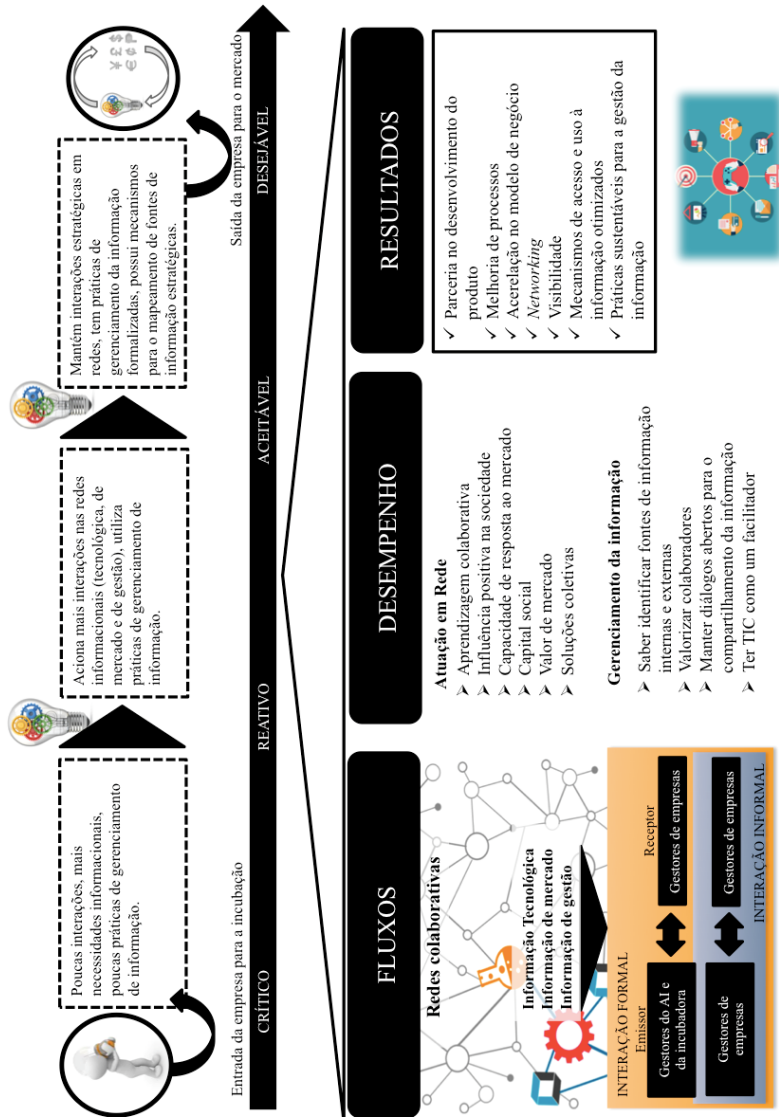 Poucas interações, mais
necessidades informacionais,
poucas práticas de gerenciamento
de informação.
Aciona mais interações nas redes
informacionais (tecnológica, de
mercado e de gestão), utiliza
práticas de gerenciamento de
informação.
Mantém interações estratégicas em
redes, tem práticas de
gerenciamento da informação
formalizadas, possui mecanismos
para o mapeamento de fontes de
informação estratégicas.
Entrada da empresa para a incubação
Saída da empresa para o mercado
CRÍTICO
REATIVO
ACEITÁVEL
DESEJÁVEL
FLUXOS
Redes colaborativas
Informação Tecnológica
Informação de mercado
Informação de gestão
INTERAÇÃO FORMAL
Emissor
Receptor
Gestores do AI e
da incubadora
Gestores de empresas
Gestores de
empresas
Gestores de empresas
INTERAÇÃO INFORMAL
DESEMPENHO
Atuação em Rede
➢ Aprendizagem colaborativa
➢ Influência positiva na sociedade
➢ Capacidade de resposta ao mercado
➢ Capital social
➢ Valor de mercado
➢ Soluções coletivas
Gerenciamento da informação
➢ Saber identificar fontes de informação
internas e externas
➢ Valorizar colaboradores
➢ Manter diálogos abertos para o
compartilhamento da informação
➢ Ter TIC como um facilitador
RESULTADOS
✓ Parceria no desenvolvimento do
produto
✓ Melhoria de processos
✓ Acerelação no modelo de negócio
✓ Networking
✓ Visibilidade
✓ Mecanismos de acesso e uso à
informação otimizados
✓ Práticas sustentáveis para a gestão da
informação